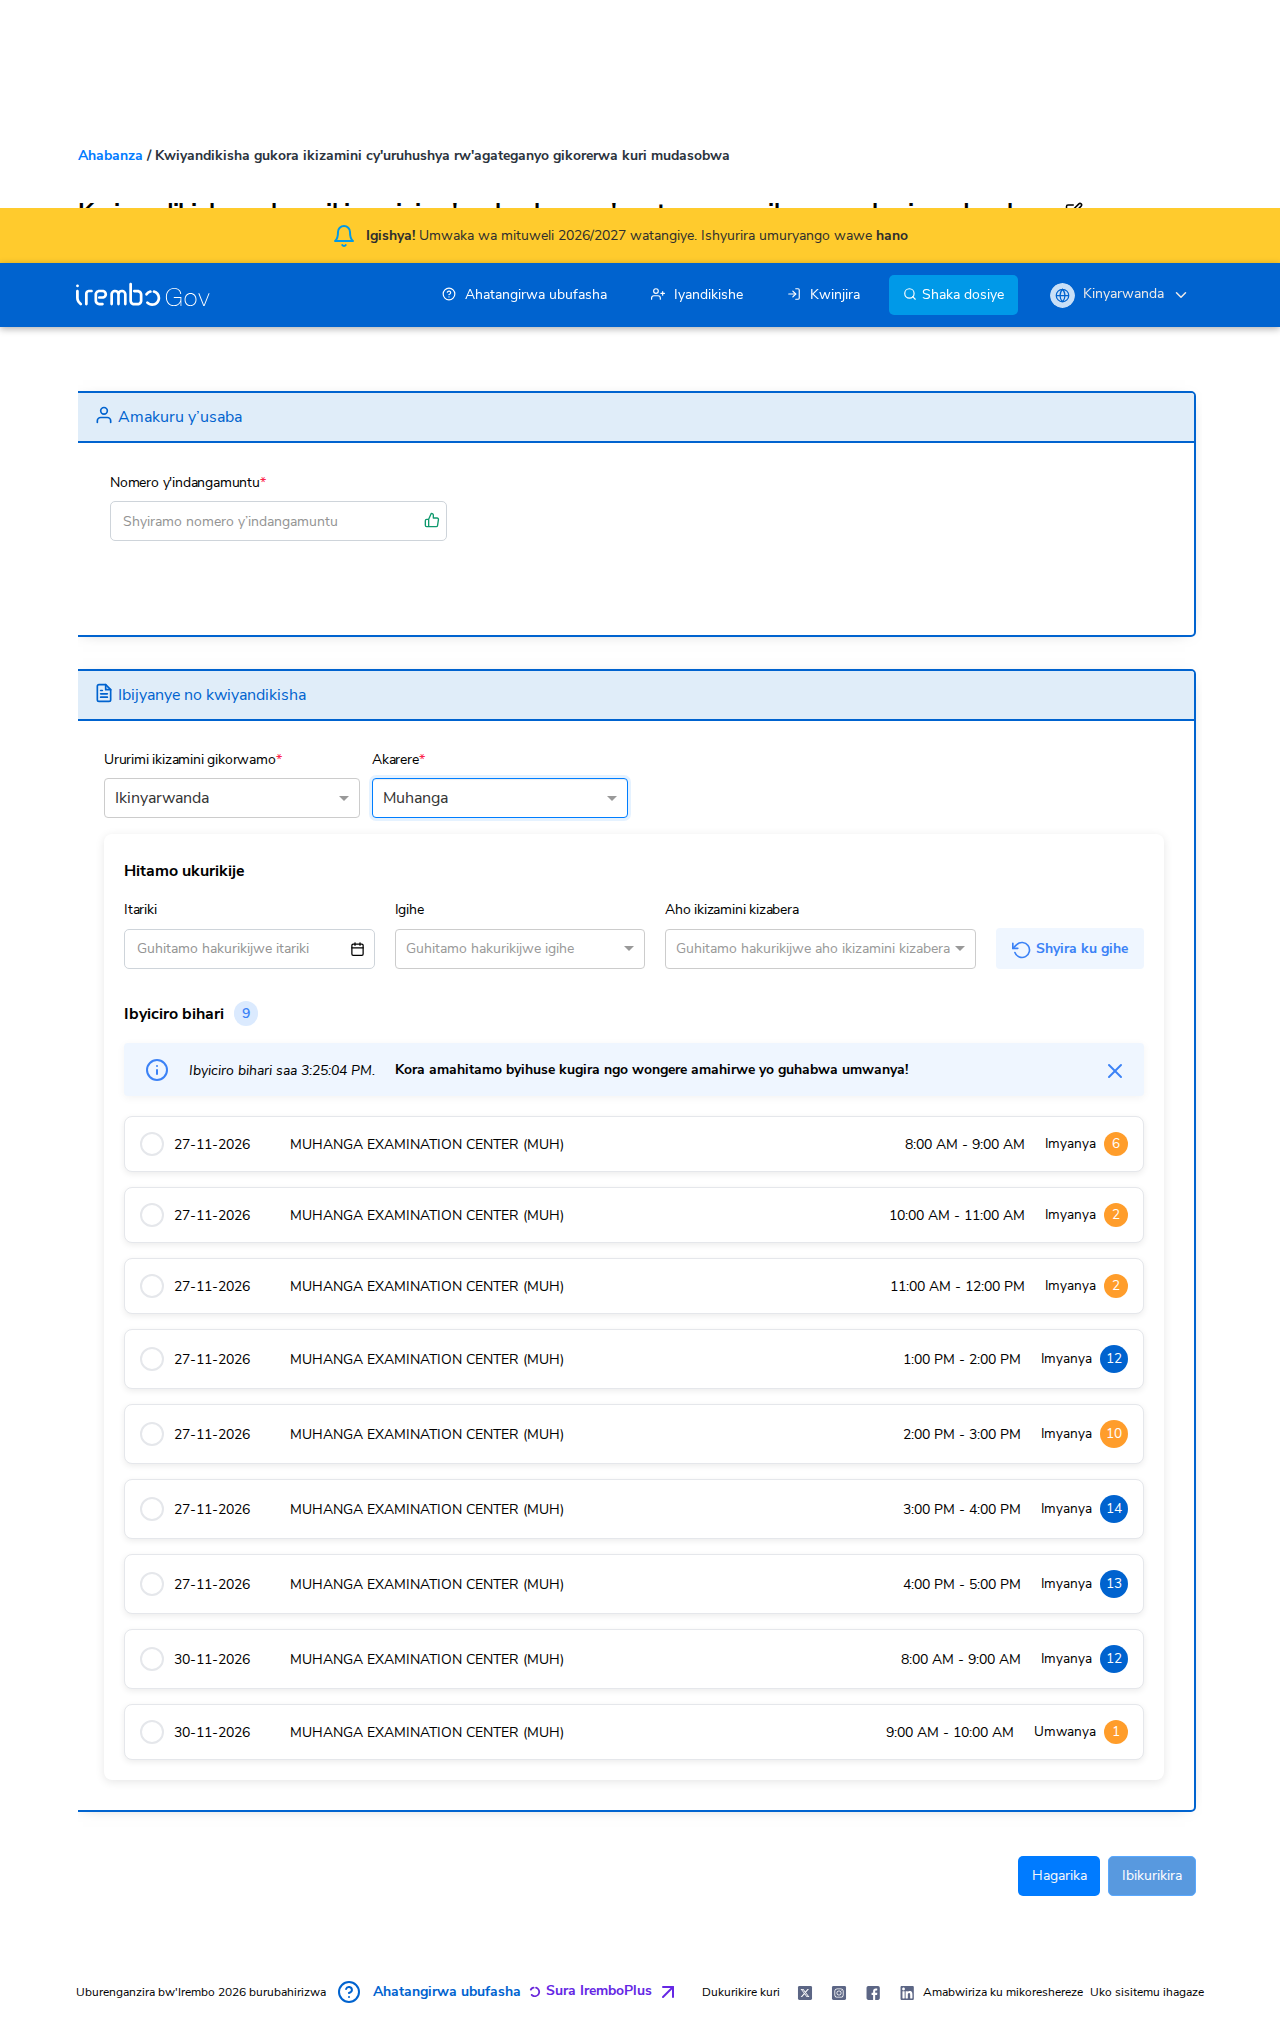 Ahabanza / Kwiyandikisha gukora ikizamini cy'uruhushya rw'agateganyo gikorerwa kuri mudasobwa
Igishya! Umwaka wa mituweli 2026/2027 watangiye. Ishyurira umuryango wawe hano
irembo Gov
Ahatangirwa ubufasha
Iyandikishe
Kwinjira
Shaka dosiye
Kinyarwanda
Amakuru y’usaba
Nomero y'indangamuntu*
Shyiramo nomero y’indangamuntu
Ibijyanye no kwiyandikisha
Ururimi ikizamini gikorwamo* Akarere*
Ikinyarwanda Muhanga
Hitamo ukurikije
Itariki Igihe Aho ikizamini kizabera
Guhitamo hakurikijwe itariki Guhitamo hakurikijwe igihe Guhitamo hakurikijwe aho ikizamini kizabera Shyira ku gihe
Ibyiciro bihari 9
Ibyiciro bihari saa 3:25:04 PM. Kora amahitamo byihuse kugira ngo wongere amahirwe yo guhabwa umwanya!
27-11-2026 MUHANGA EXAMINATION CENTER (MUH) 8:00 AM - 9:00 AM Imyanya 6
27-11-2026 MUHANGA EXAMINATION CENTER (MUH) 10:00 AM - 11:00 AM Imyanya 2
27-11-2026 MUHANGA EXAMINATION CENTER (MUH) 11:00 AM - 12:00 PM Imyanya 2
27-11-2026 MUHANGA EXAMINATION CENTER (MUH) 1:00 PM - 2:00 PM Imyanya 12
27-11-2026 MUHANGA EXAMINATION CENTER (MUH) 2:00 PM - 3:00 PM Imyanya 10
27-11-2026 MUHANGA EXAMINATION CENTER (MUH) 3:00 PM - 4:00 PM Imyanya 14
27-11-2026 MUHANGA EXAMINATION CENTER (MUH) 4:00 PM - 5:00 PM Imyanya 13
30-11-2026 MUHANGA EXAMINATION CENTER (MUH) 8:00 AM - 9:00 AM Imyanya 12
30-11-2026 MUHANGA EXAMINATION CENTER (MUH) 9:00 AM - 10:00 AM Umwanya 1
Hagarika Ibikurikira
Uburenganzira bw'Irembo 2026 burubahirizwa Ahatangirwa ubufasha Sura IremboPlus Dukurikire kuri Amabwiriza ku mikoreshereze Uko sisitemu ihagaze